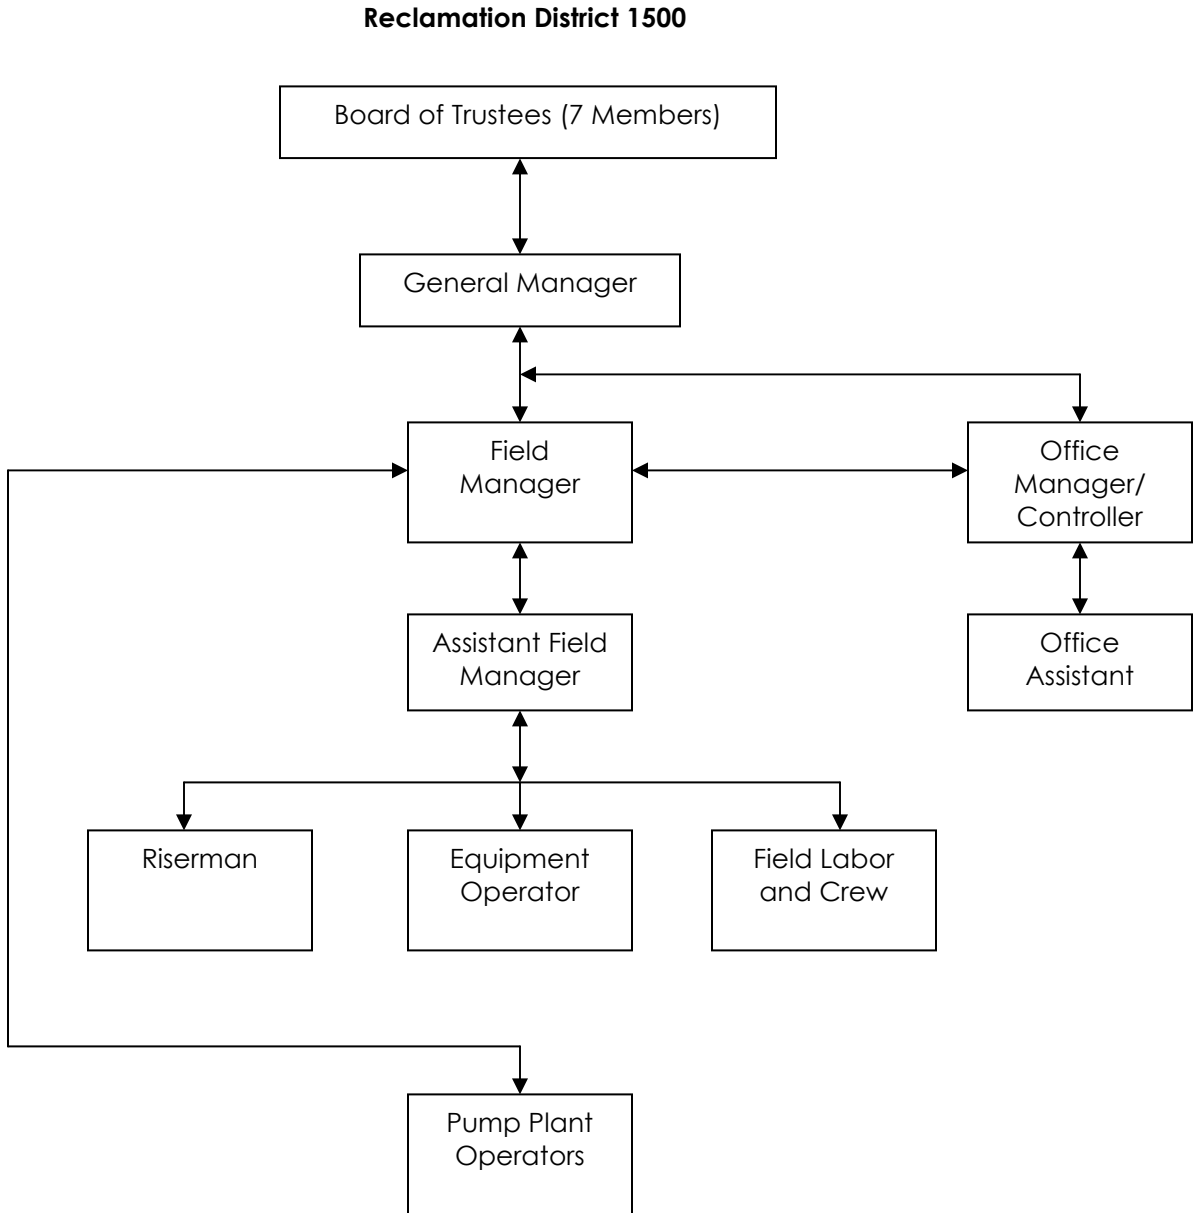 Reclamation District 1500
Board of Trustees (7 Members)
General Manager
Field
Manager
Office
Manager/
Controller
Assistant Field
Manager
Office
Assistant
Riserman
Equipment
Operator
Field Labor
and Crew
Pump Plant
Operators